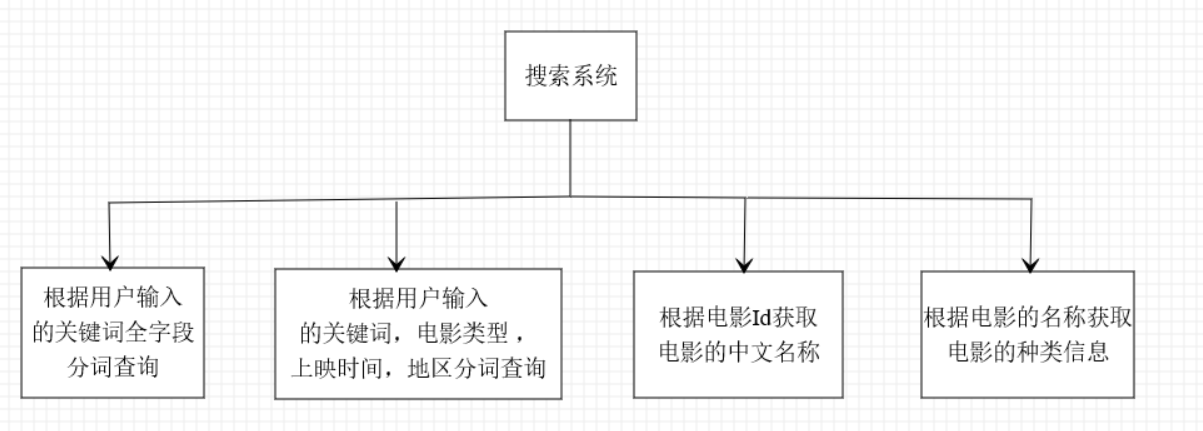 搜索系统
根据用户输入
的关键词全字段
分词查询
根据用户输入
的关键词，电影类型，
上映时间，地区分词查询
根据电影Id获取
电影的中文名称
根据电影的名称获取
电影的种类信息